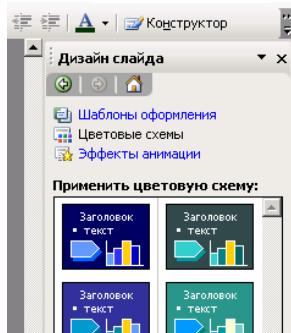 A Конструктор
Дизайн слайда
Шаблоны оформления
Цветовые схемы
Эффекты анимации
Применить цветовую схему:
Заголовок Заголовок
• текст • текст
Заголовок Заголовок
• текст • текст